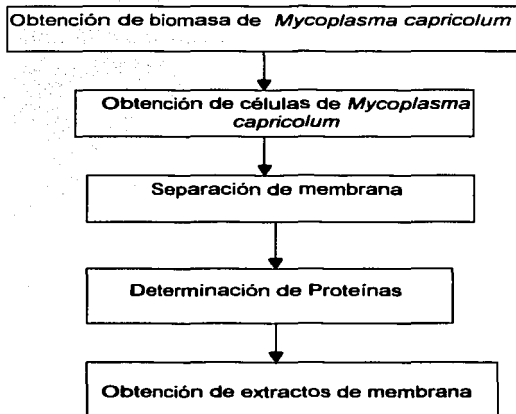 Obtención de biomasa de Mycoplasma capricolum
Obtención de células de Mycoplasma
capricolum
Separación de membrana
Determinación de Proteínas
Obtención de extractos de membrana